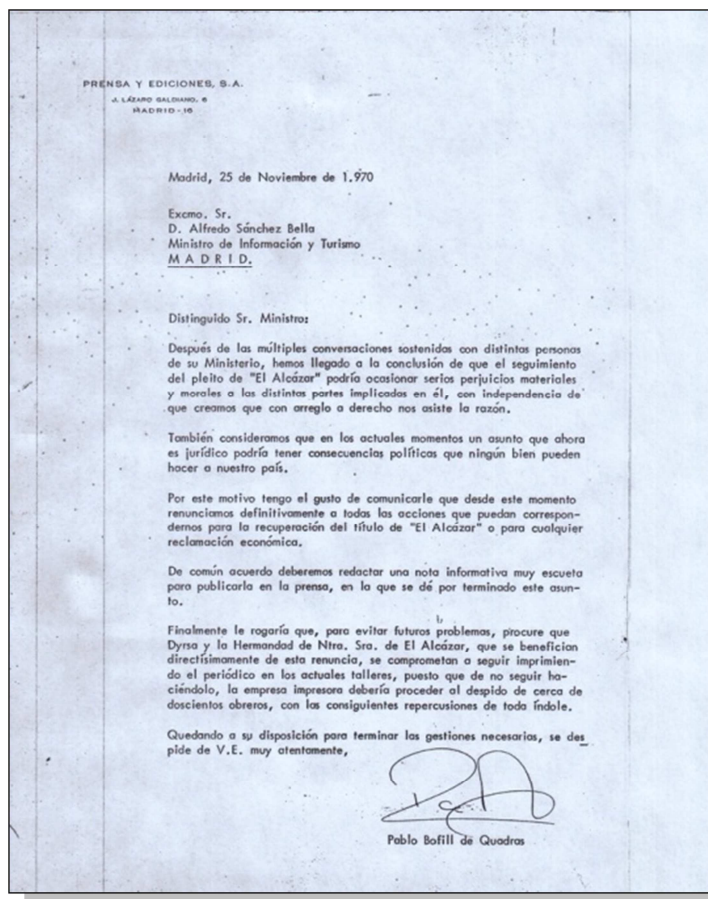 PRENSA Y EDICIONES, S.A.
J. LÁZARO GALDIANO, 6
MADRID - 16
Madrid, 25 de Noviembre de 1.970
Excmo. Sr.
D. Alfredo Sánchez Bella
Ministro de Información y Turismo
M A D R I D.
Distinguido Sr. Ministro:
Después de las múltiples conversaciones sostenidas con distintas personas
de su Ministerio, hemos llegado a la conclusión de que el seguimiento
del pleito de "El Alcázar" podría ocasionar serios perjuicios materiales
y morales a las distintas partes implicadas en él, con independencia de
que creamos que con arreglo a derecho nos asiste la razón.
También consideramos que en los actuales momentos un asunto que ahora
es jurídico podría tener consecuencias políticas que ningún bien pueden
hacer a nuestro país.
Por este motivo tengo el gusto de comunicarle que desde este momento
renunciamos definitivamente a todas las acciones que puedan correspon-
dernos para la recuperación del título de "El Alcázar" o para cualquier
reclamación económica.
De común acuerdo deberemos redactar una nota informativa muy escueta
para publicarla en la prensa, en la que se dé por terminado este asun-
to.
Finalmente le rogaría que, para evitar futuros problemas, procure que
Dyrsa y la Hermandad de Ntra. Sra. de El Alcázar, que se benefician
directísimamente de esta renuncia, se comprometan a seguir imprimien-
do el periódico en los actuales talleres, puesto que de no seguir ha-
ciéndolo, la empresa impresora debería proceder al despido de cerca de
doscientos obreros, con las consiguientes repercusiones de toda índole.
Quedando a su disposición para terminar las gestiones necesarias, se des
pide de V.E. muy atentamente,
Pablo Bofill de Quadras